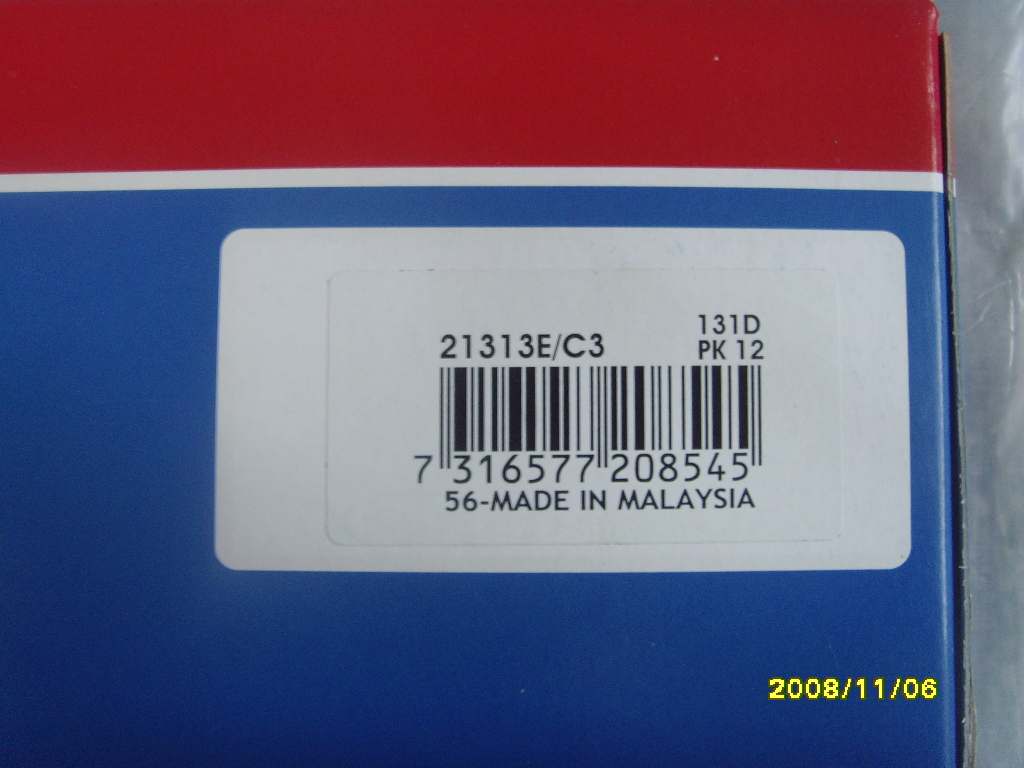 21313E/C3
131D
PK 12
7 316577 208545
56-MADE IN MALAYSIA
2008/11/06